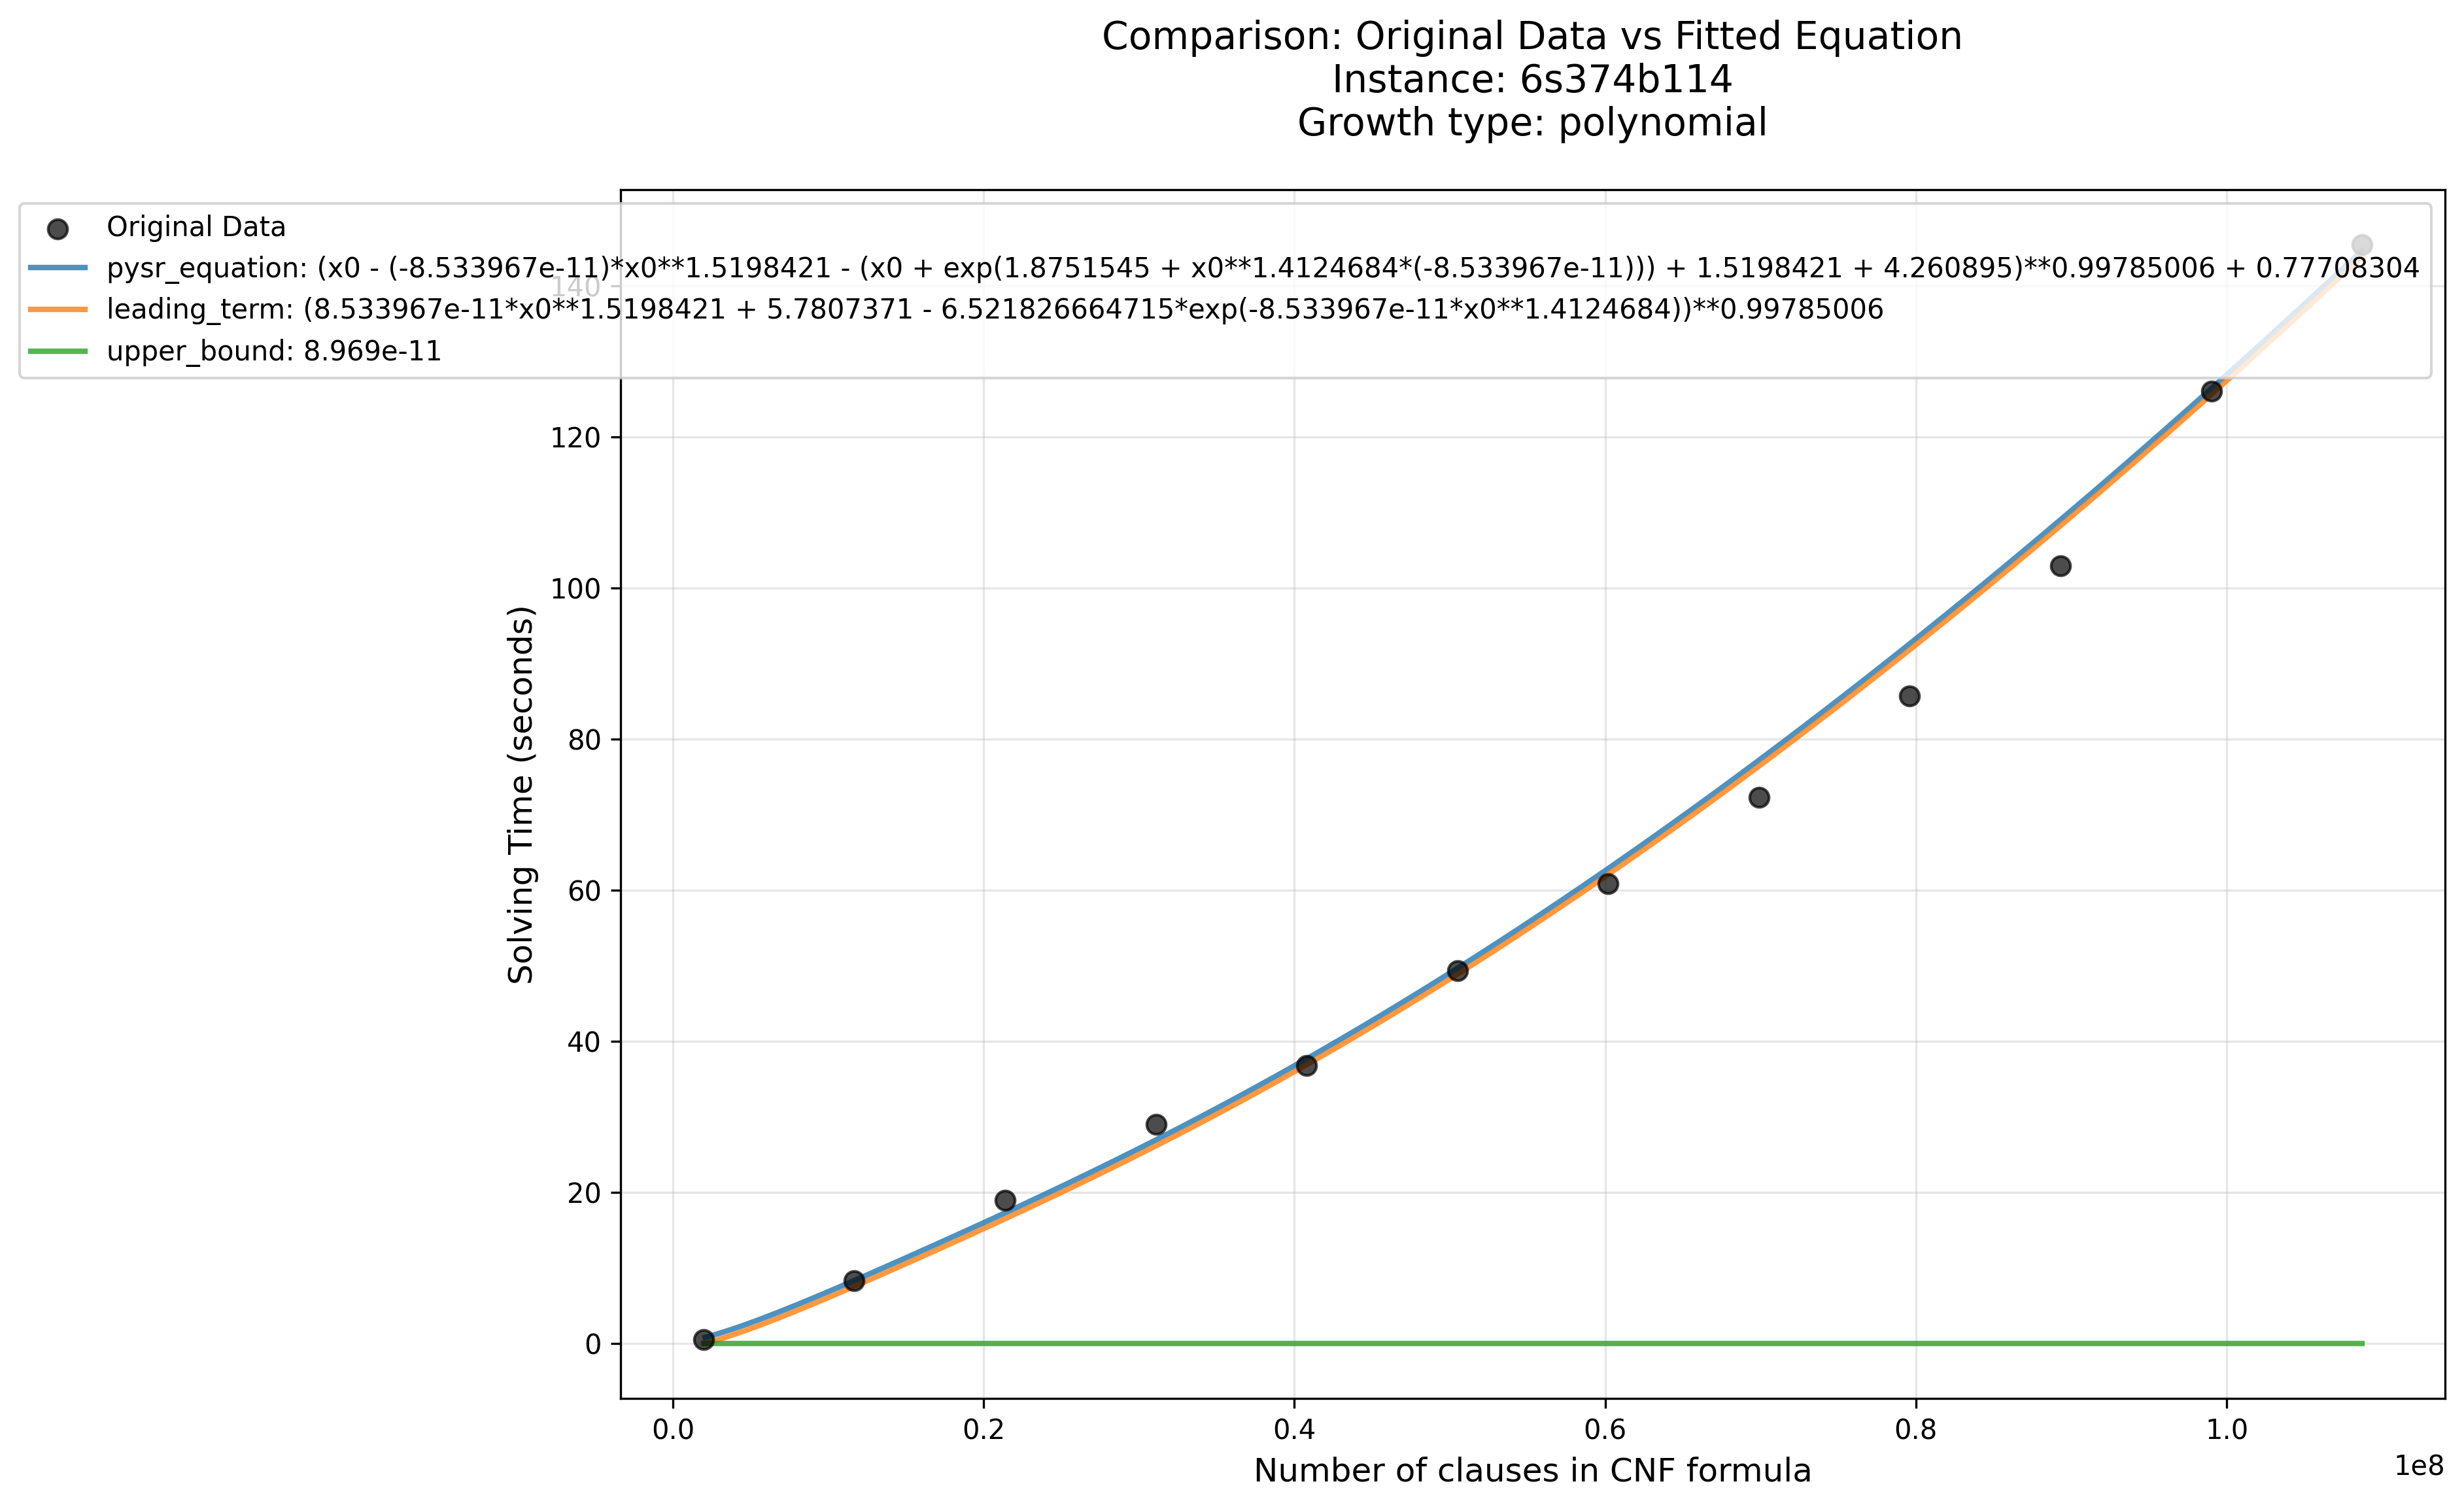 Comparison: Original Data vs Fitted Equation
Instance: 6s374b114
Growth type: polynomial
Original Data
pysr_equation: (x0 - (-8.533967e-11)*x0**1.5198421 - (x0 + exp(1.8751545 + x0**1.4124684*(-8.533967e-11))) + 1.5198421 + 4.260895)**0.99785006 + 0.77708304
leading_term: (8.533967e-11*x0**1.5198421 + 5.7807371 - 6.521826664715*exp(-8.533967e-11*x0**1.4124684))**0.99785006
upper_bound: 8.969e-11
140
120
100
80
60
40
20
0
Solving Time (seconds)
0.0 0.2 0.4 0.6 0.8 1.0
1e8
Number of clauses in CNF formula